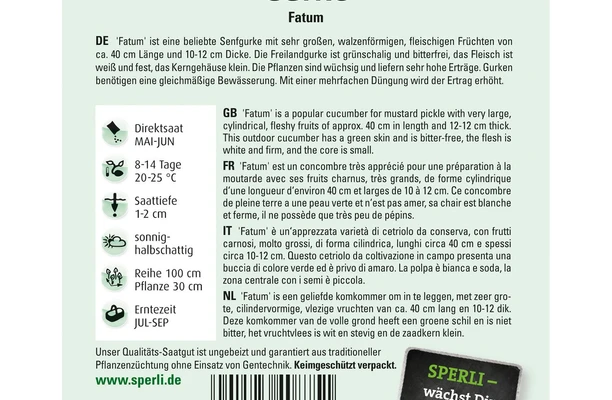 Fatum
DE 'Fatum' ist eine beliebte Senfgurke mit sehr großen, walzenförmigen, fleischigen Früchten von
ca. 40 cm Länge und 10-12 cm Dicke. Die Freilandgurke ist grünschalig und bitterfrei, das Fleisch ist
weiß und fest, das Kerngehäuse klein. Die Pflanzen sind wüchsig und liefern sehr hohe Erträge. Gurken
benötigen eine gleichmäßige Bewässerung. Mit einer mehrfachen Düngung wird der Ertrag erhöht.
Direktsaat
MAI-JUN
8-14 Tage
20-25 °C
Saattiefe
1-2 cm
sonnig-
halbschattig
Reihe 100 cm
Pflanze 30 cm
Erntezeit
JUL-SEP
GB 'Fatum' is a popular cucumber for mustard pickle with very large,
cylindrical, fleshy fruits of approx. 40 cm in length and 12-12 cm thick.
This outdoor cucumber has a green skin and is bitter-free, the flesh is
white and firm, and the core is small.
FR 'Fatum' est un concombre très apprécié pour une préparation à la
moutarde avec ses fruits charnus, très grands, de forme cylindrique
d'une longueur d'environ 40 cm et larges de 10 à 12 cm. Ce concombre
de pleine terre a une peau verte et n'est pas amer, sa chair est blanche
et ferme, il ne possède que très peu de pépins.
IT 'Fatum' è un'apprezzata varietà di cetriolo da conserva, con frutti
carnosi, molto grossi, di forma cilindrica, lunghi circa 40 cm e spessi
circa 10-12 cm. Questo cetriolo da coltivazione in campo presenta una
buccia di colore verde ed è privo di amaro. La polpa è bianca e soda, la
zona centrale con i semi è piccola.
NL 'Fatum' is een geliefde komkommer om in te leggen, met zeer gro-
te, cilindervormige, vlezige vruchten van ca. 40 cm lang en 10-12 dik.
Deze komkommer van de volle grond heeft een groene schil en is niet
bitter, het vruchtvlees is wit en stevig en de zaadkern klein.
Unser Qualitäts-Saatgut ist ungebeizt und garantiert aus traditioneller
Pflanzenzüchtung ohne Einsatz von Gentechnik. Keimgeschützt verpackt.
www.sperli.de
SPERLI –
wächst Di